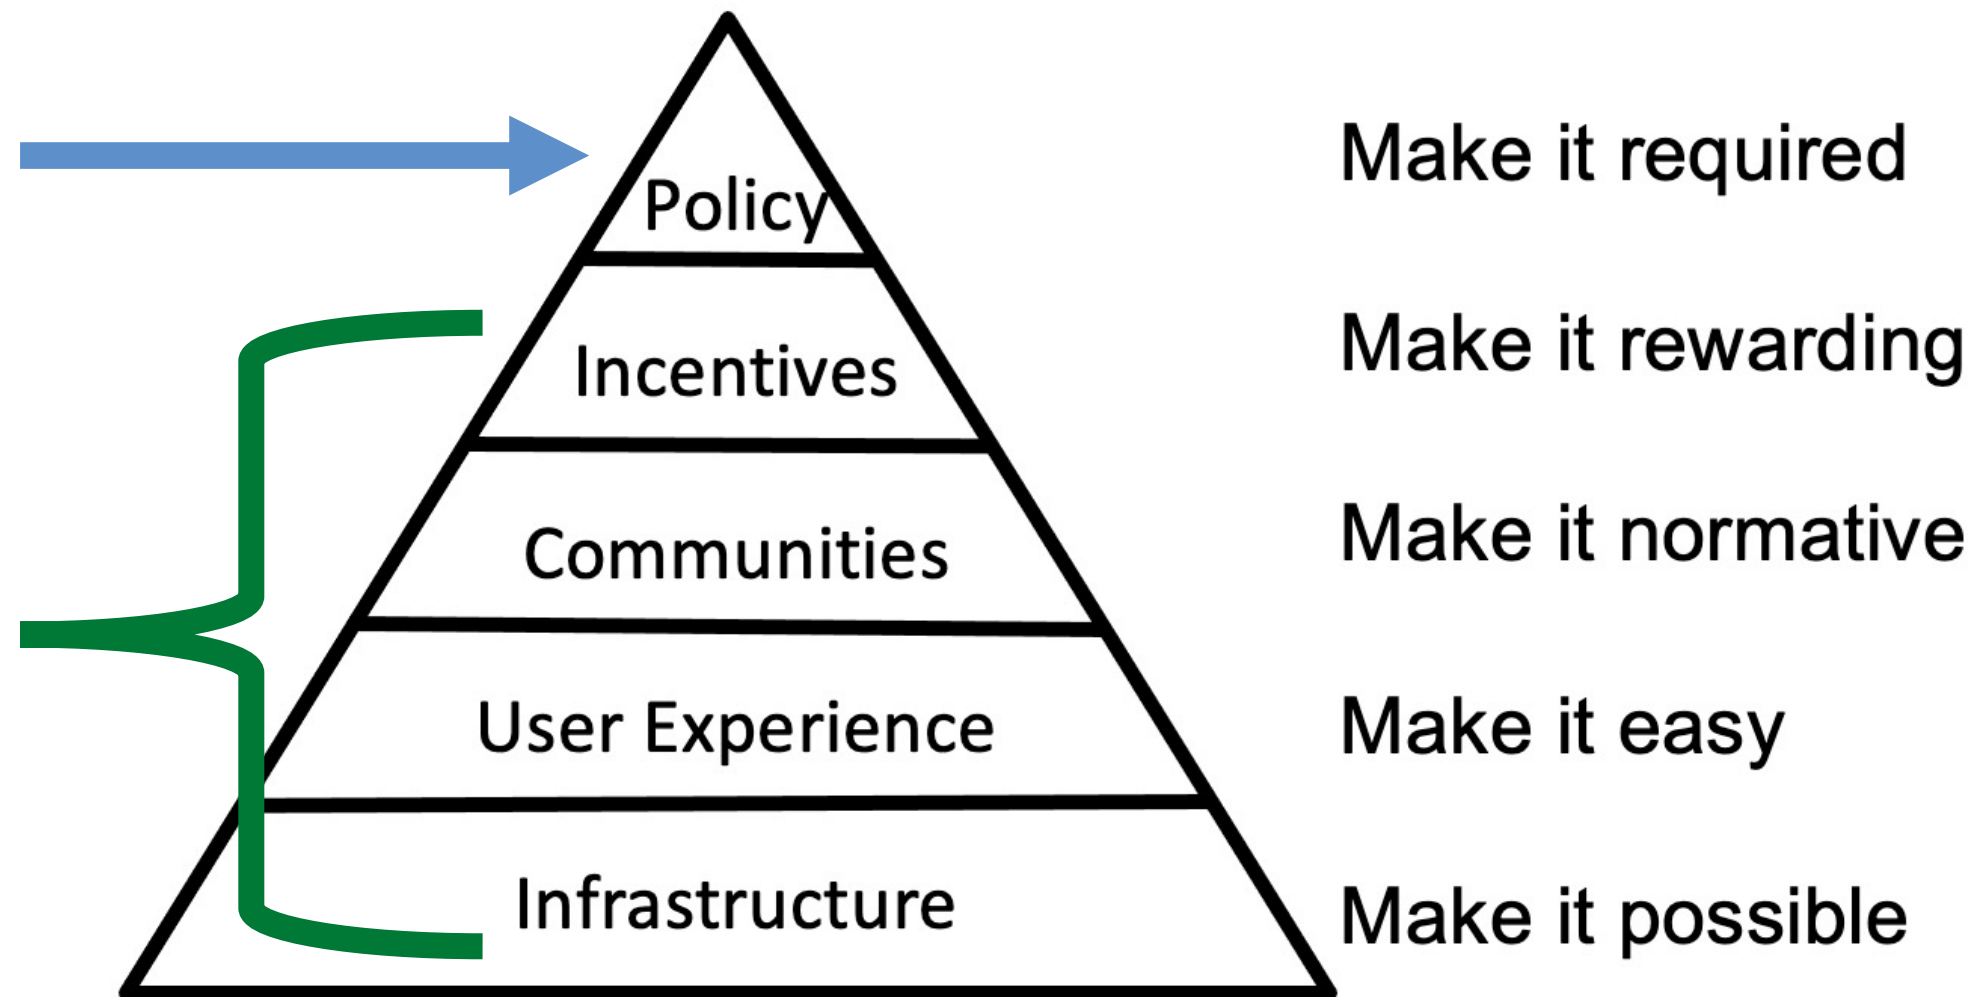 Policy
Make it required
Incentives
Make it rewarding
Communities
Make it normative
User Experience
Make it easy
Infrastructure
Make it possible